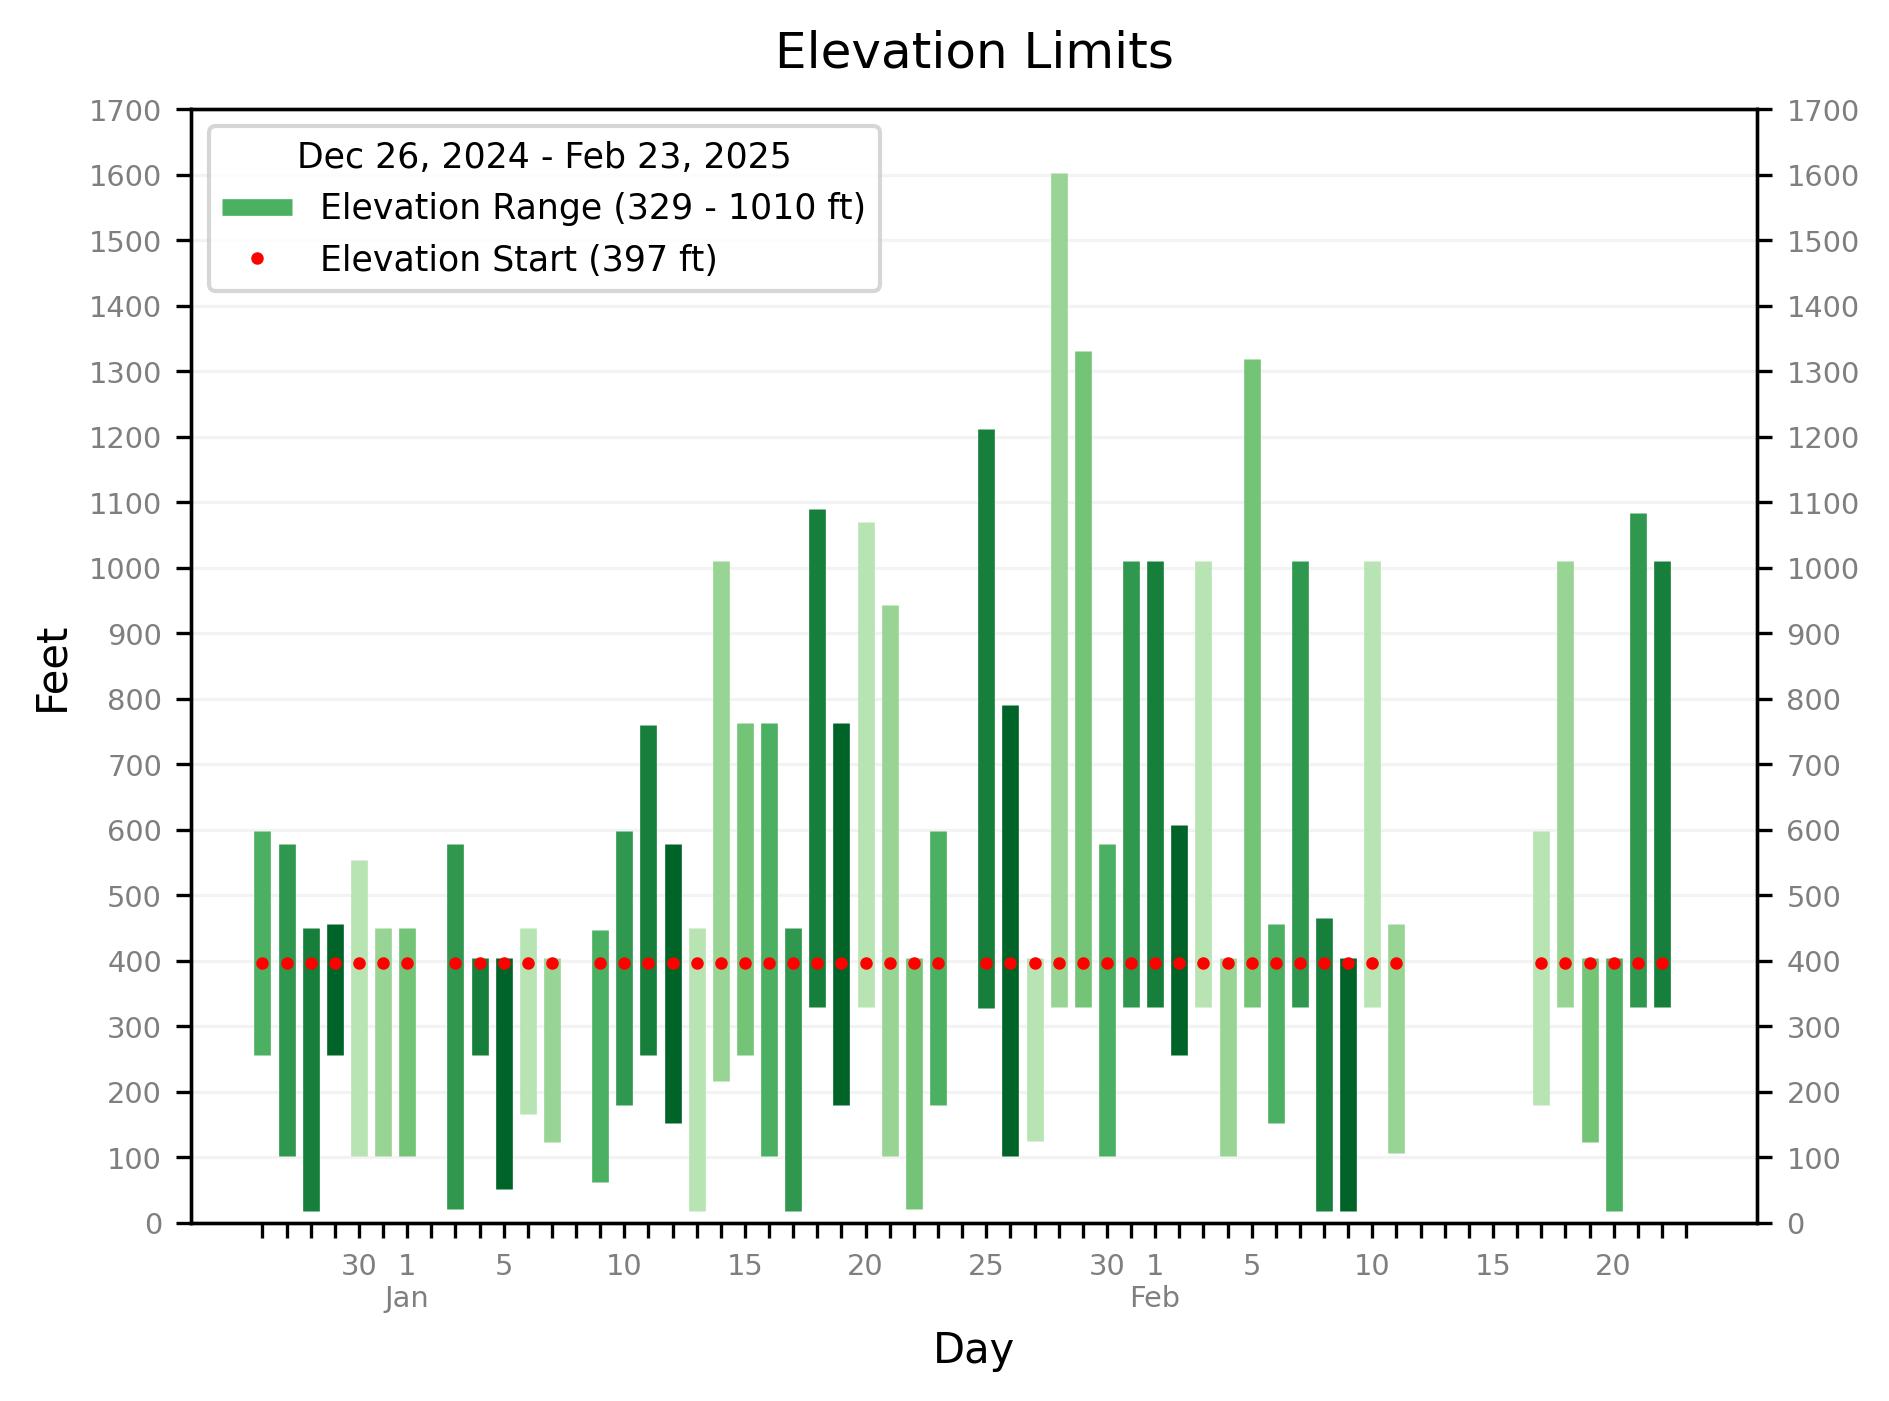 Elevation Limits
Dec 26, 2024 - Feb 23, 2025
Elevation Range (329 - 1010 ft)
Elevation Start (397 ft)
1700 1700
1600 1600
1500 1500
1400 1400
1300 1300
1200 1200
1100 1100
1000 1000
900 900
800 800
700 700
600 600
500 500
400 400
300 300
200 200
100 100
0 0
Feet
30 1 5 10 15 20 25 30 1 5 10 15 20
Jan Feb
Day